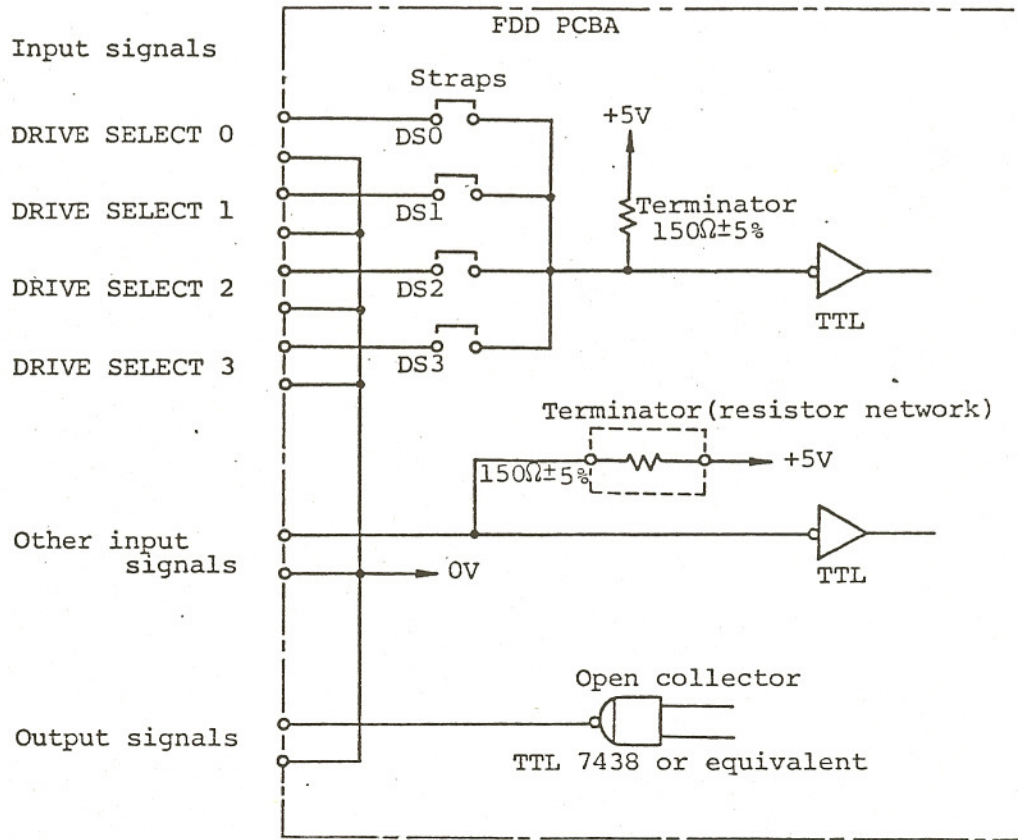 FDD PCBA
Input signals
Straps
DRIVE SELECT 0
DS0
+5V
DRIVE SELECT 1
DS1
Terminator
150Ω±5%
DRIVE SELECT 2
DS2
TTL
DRIVE SELECT 3
DS3
Terminator(resistor network)
150Ω±5%
+5V
Other input
signals
0V
TTL
Open collector
Output signals
TTL 7438 or equivalent